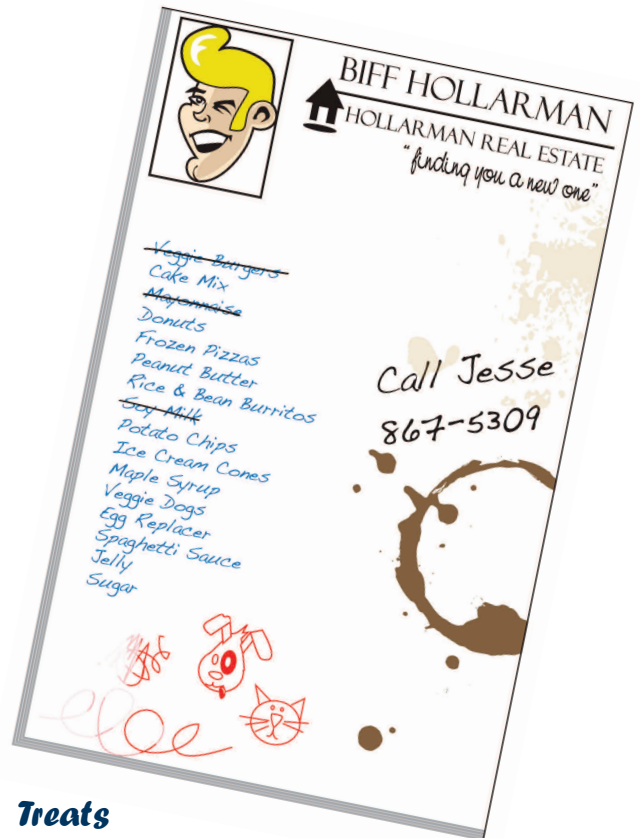 BIFF HOLLARMAN
HOLLARMAN REAL ESTATE
"finding you a new one"
Veggie Burgers
Cake Mix
Mayonnaise
Donuts
Frozen Pizzas
Peanut Butter
Rice & Bean Burritos
Soy Milk
Potato Chips
Ice Cream Cones
Maple Syrup
Veggie Dogs
Egg Replacer
Spaghetti Sauce
Jelly
Sugar
Call Jesse
867-5309
Treats